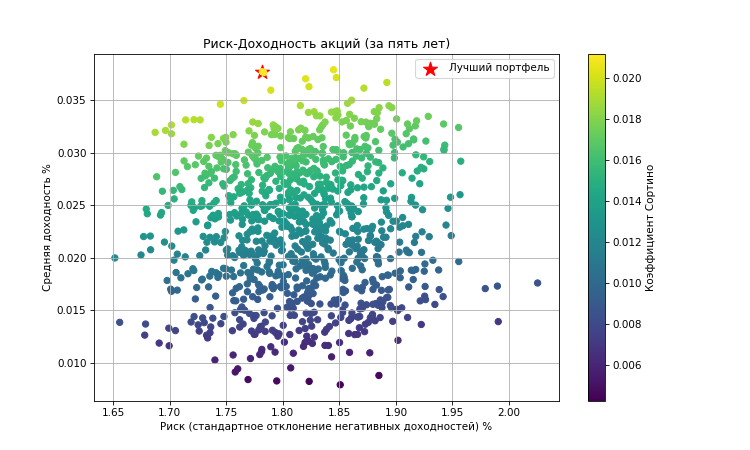 Риск-Доходность акций (за пять лет)
Лучший портфель
Средняя доходность %
0.035
0.030
0.025
0.020
0.015
0.010
1.65 1.70 1.75 1.80 1.85 1.90 1.95 2.00
Риск (стандартное отклонение негативных доходностей) %
0.020
0.018
0.016
0.014
0.012
0.010
0.008
0.006
Коэффициент Сортино